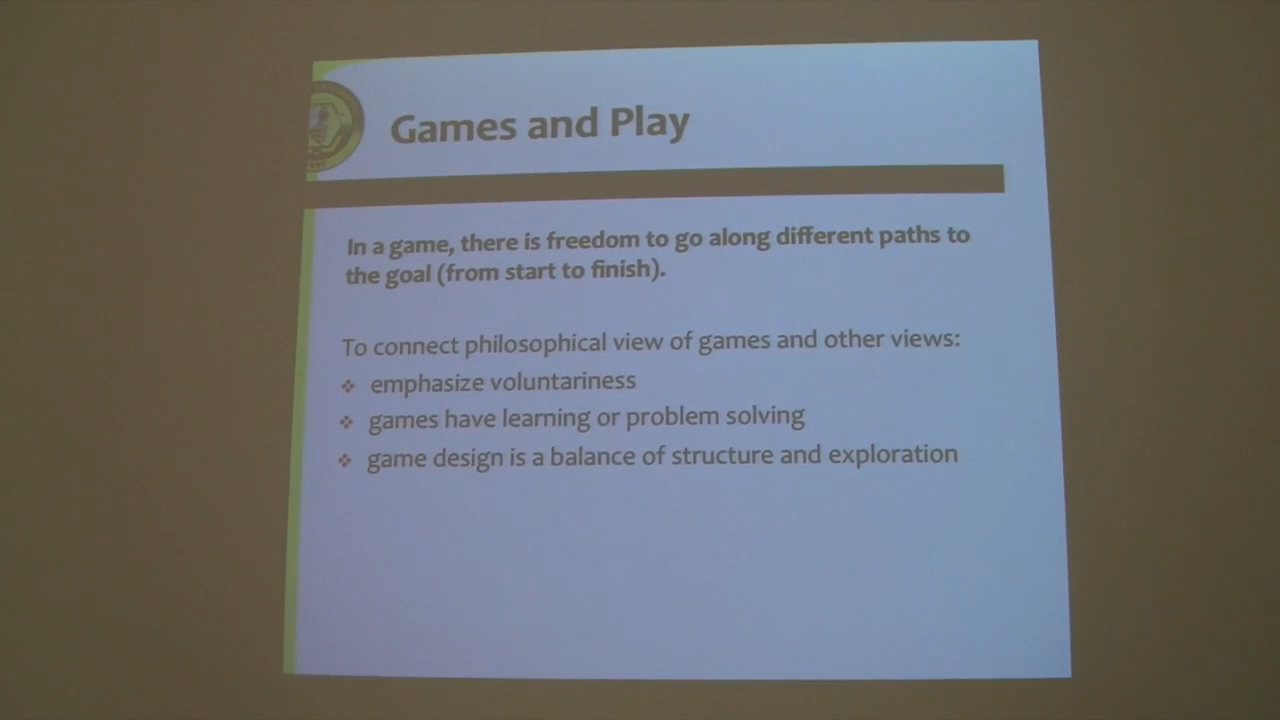 Games and Play
In a game, there is freedom to go along different paths to
the goal (from start to finish).
To connect philosophical view of games and other views:
emphasize voluntariness
games have learning or problem solving
game design is a balance of structure and exploration